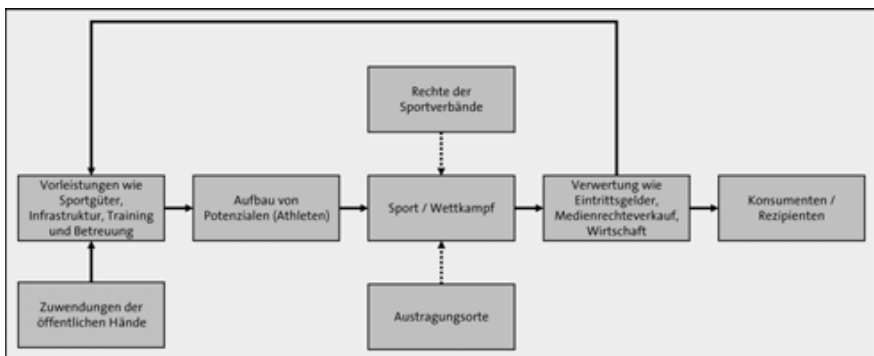 Rechte der
Sportverbände
Vorleistungen wie
Sportgüter,
Infrastruktur, Training
und Betreuung
Aufbau von
Potenzialen (Athleten)
Sport / Wettkampf
Verwertung wie
Eintrittsgelder,
Medienrechteverkauf,
Wirtschaft
Konsumenten /
Rezipienten
Zuwendungen der
öffentlichen Hände
Austragungsorte